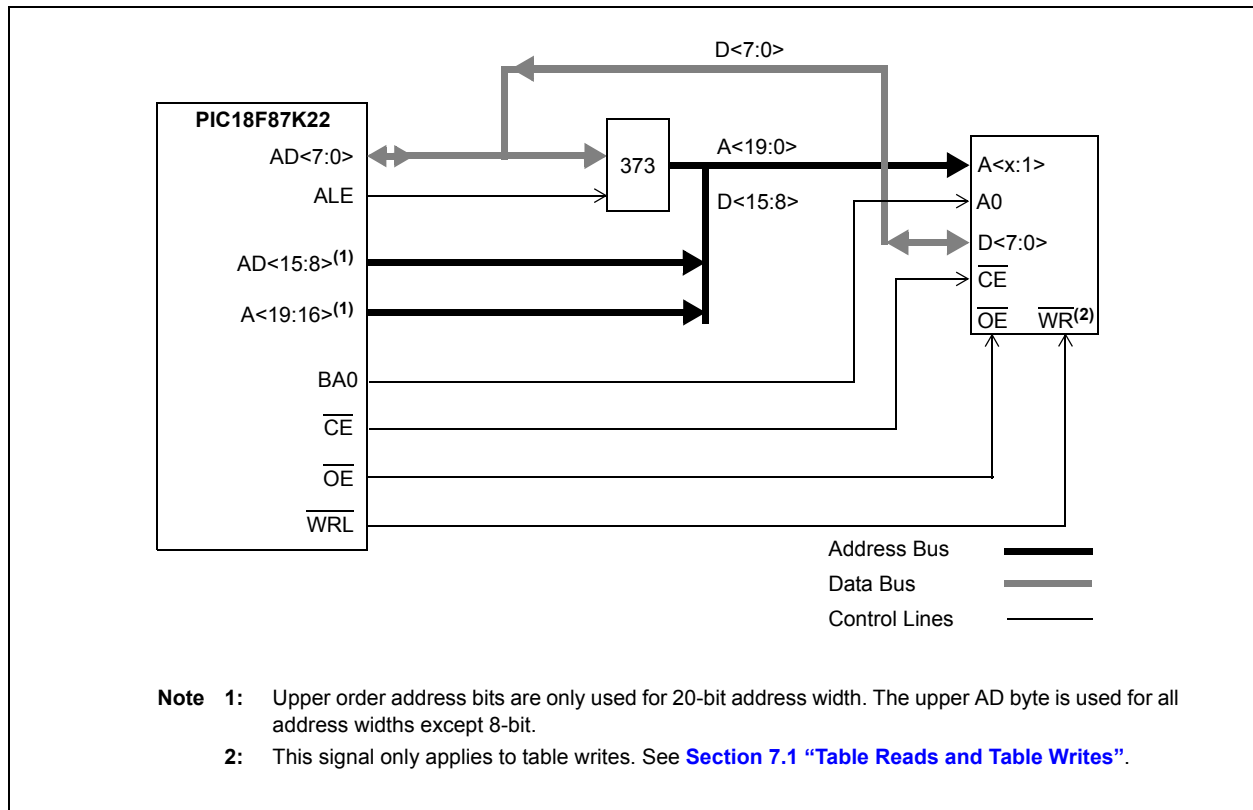 D<7:0>
PIC18F87K22
AD<7:0>
373
A<19:0>
A<x:1>
ALE
D<15:8>
A0
AD<15:8>(1)
D<7:0>
CE
A<19:16>(1)
OE
WR(2)
BA0
CE
OE
WRL
Address Bus
Data Bus
Control Lines
Note 1: Upper order address bits are only used for 20-bit address width. The upper AD byte is used for all
address widths except 8-bit.
2: This signal only applies to table writes. See Section 7.1 “Table Reads and Table Writes”.